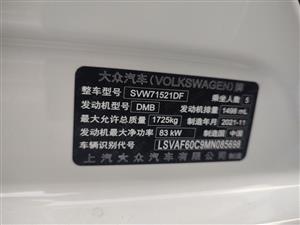 大众汽车(VOLKSWAGEN)牌
整车型号 SVW71521DF 乘坐人数 5
发动机型号 DMB 发动机排量 1498 mL
最大允许总质量 1725kg 制造年月 2021-11
发动机最大净功率 83 kW 制造国 中国
车辆识别代号 LSVAF60C9MN085698
上汽大众汽车有限公司制造